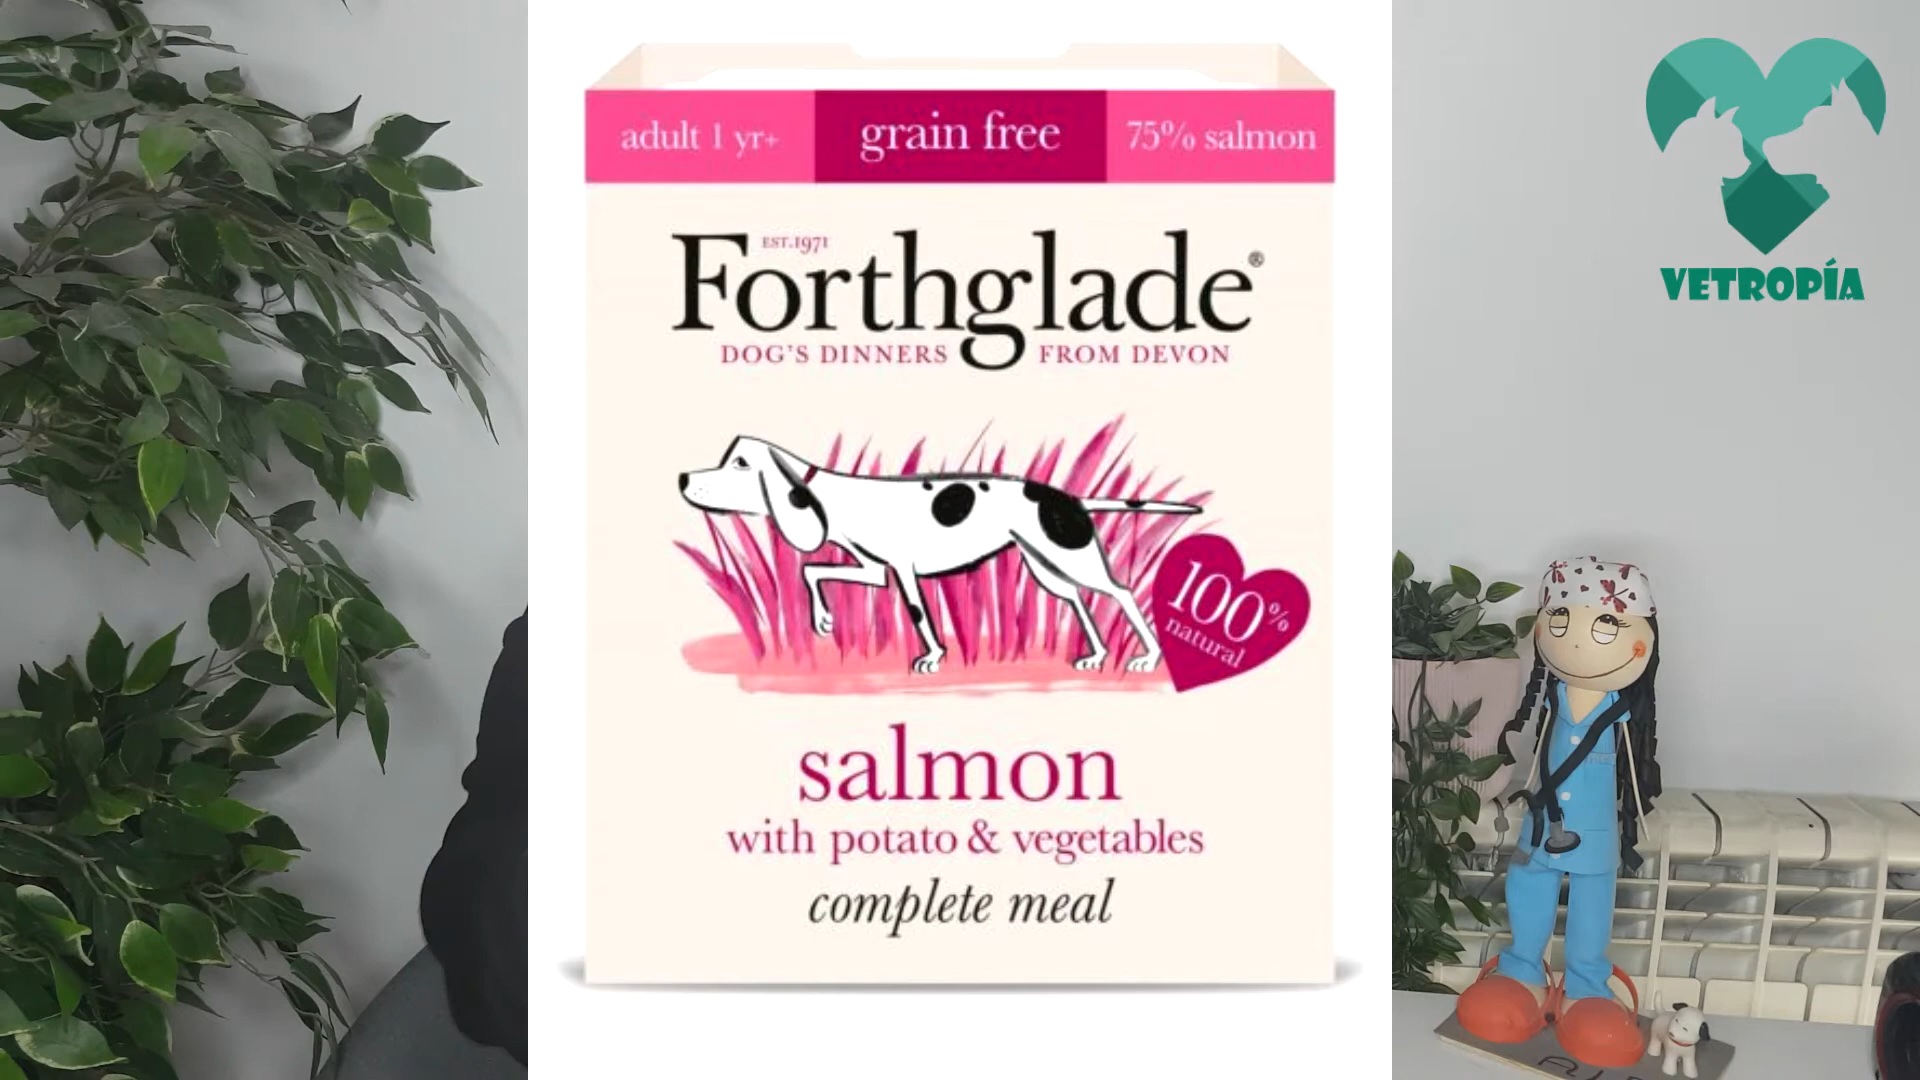 adult 1 yr+
grain free
75% salmon
EST.1971
Forthglade®
DOG'S DINNERS FROM DEVON
100%
natural
salmon
with potato & vegetables
complete meal
VETROPÍA